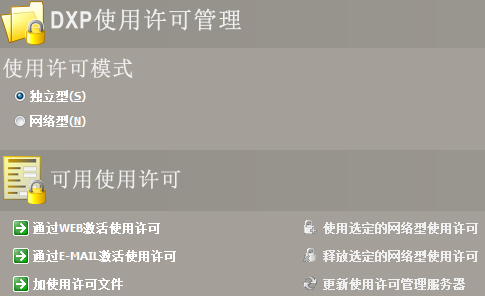 DXP使用许可管理
使用许可模式
独立型(S)
网络型(N)
可用使用许可
通过WEB激活使用许可
使用选定的网络型使用许可
通过E-MAIL激活使用许可
释放选定的网络型使用许可
加使用许可文件
更新使用许可管理服务器